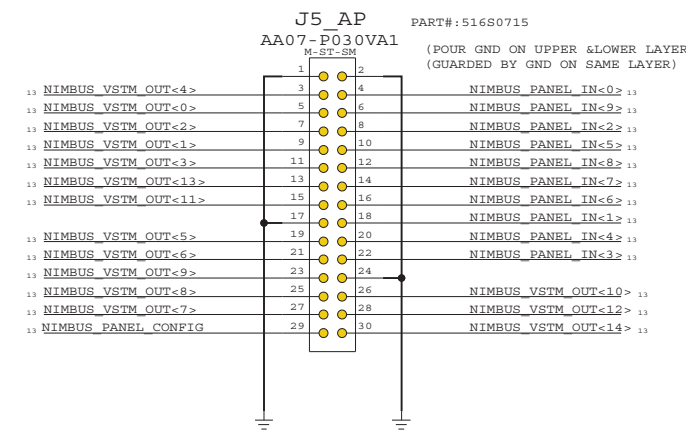 J5_AP
PART#:516S0715
AA07-P030VA1
M-ST-SM
(POUR GND ON UPPER &LOWER LAYER
(GUARDED BY GND ON SAME LAYER)
1 2
13 NIMBUS_VSTM_OUT<4> 3 4 NIMBUS_PANEL_IN<0> 13
13 NIMBUS_VSTM_OUT<0> 5 6 NIMBUS_PANEL_IN<9> 13
13 NIMBUS_VSTM_OUT<2> 7 8 NIMBUS_PANEL_IN<2> 13
13 NIMBUS_VSTM_OUT<1> 9 10 NIMBUS_PANEL_IN<5> 13
13 NIMBUS_VSTM_OUT<3> 11 12 NIMBUS_PANEL_IN<8> 13
13 NIMBUS_VSTM_OUT<13> 13 14 NIMBUS_PANEL_IN<7> 13
13 NIMBUS_VSTM_OUT<11> 15 16 NIMBUS_PANEL_IN<6> 13
17 18 NIMBUS_PANEL_IN<1> 13
13 NIMBUS_VSTM_OUT<5> 19 20 NIMBUS_PANEL_IN<4> 13
13 NIMBUS_VSTM_OUT<6> 21 22 NIMBUS_PANEL_IN<3> 13
13 NIMBUS_VSTM_OUT<9> 23 24
13 NIMBUS_VSTM_OUT<8> 25 26 NIMBUS_VSTM_OUT<10> 13
13 NIMBUS_VSTM_OUT<7> 27 28 NIMBUS_VSTM_OUT<12> 13
13 NIMBUS_PANEL_CONFIG 29 30 NIMBUS_VSTM_OUT<14> 13